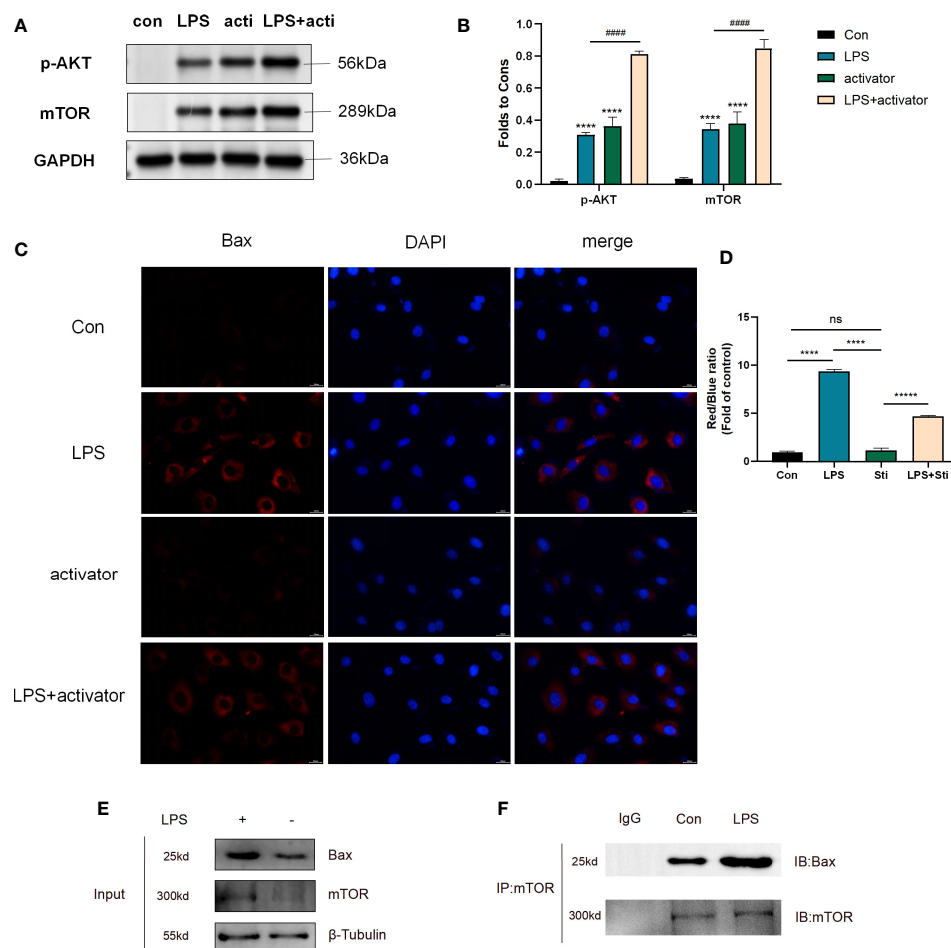 A
con LPS acti LPS+acti
p-AKT
56kDa
mTOR
289kDa
GAPDH
36kDa
B
Folds to Cons
1.0
0.8
0.6
0.4
0.2
0.0
####
####
**** ****
**** ****
p-AKT mTOR
Con
LPS
activator
LPS+activator
C
Bax DAPI merge
Con
LPS
activator
LPS+activator
D
Red/Blue ratio
(Fold of control)
15
10
5
0
ns
**** ****
*****
Con LPS Sti LPS+Sti
E
LPS + -
Input
25kd Bax
300kd mTOR
55kd β-Tubulin
F
IgG Con LPS
IP:mTOR
25kd IB:Bax
300kd IB:mTOR